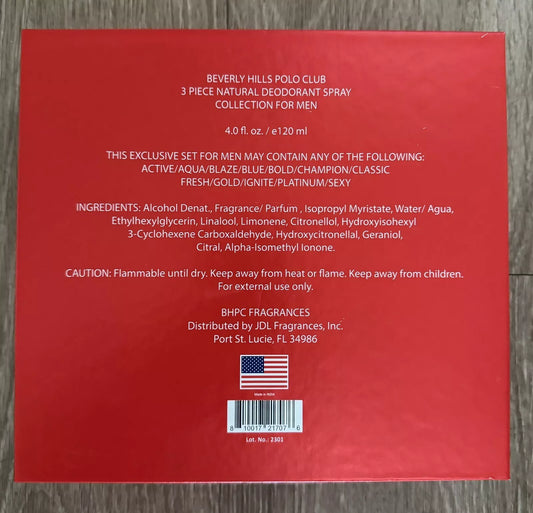 BEVERLY HILLS POLO CLUB
3 PIECE NATURAL DEODORANT SPRAY
COLLECTION FOR MEN
4.0 fl. oz. / e120 ml
THIS EXCLUSIVE SET FOR MEN MAY CONTAIN ANY OF THE FOLLOWING:
ACTIVE/AQUA/BLAZE/BLUE/BOLD/CHAMPION/CLASSIC
FRESH/GOLD/IGNITE/PLATINUM/SEXY
INGREDIENTS: Alcohol Denat., Fragrance/ Parfum , Isopropyl Myristate, Water/ Agua,
Ethylhexylglycerin, Linalool, Limonene, Citronellol, Hydroxyisohexyl
3-Cyclohexene Carboxaldehyde, Hydroxycitronellal, Geraniol,
Citral, Alpha-Isomethyl Ionone.
CAUTION: Flammable until dry. Keep away from heat or flame. Keep away from children.
For external use only.
BHPC FRAGRANCES
Distributed by JDL Fragrances, Inc.
Port St. Lucie, FL 34986
Made in
8 10017 21707 6
Lot. No.: 2301